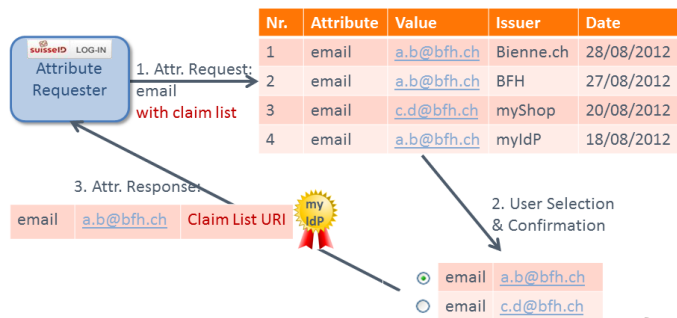 suisseID LOG-IN
Attribute
Requester
1. Attr. Request:
email
with claim list
Nr. Attribute Value Issuer Date
1 email a.b@bfh.ch Bienne.ch 28/08/2012
2 email a.b@bfh.ch BFH 27/08/2012
3 email c.d@bfh.ch myShop 20/08/2012
4 email a.b@bfh.ch myIdP 18/08/2012
3. Attr. Response:
email a.b@bfh.ch Claim List URI
my
IdP
2. User Selection
& Confirmation
email a.b@bfh.ch
email c.d@bfh.ch